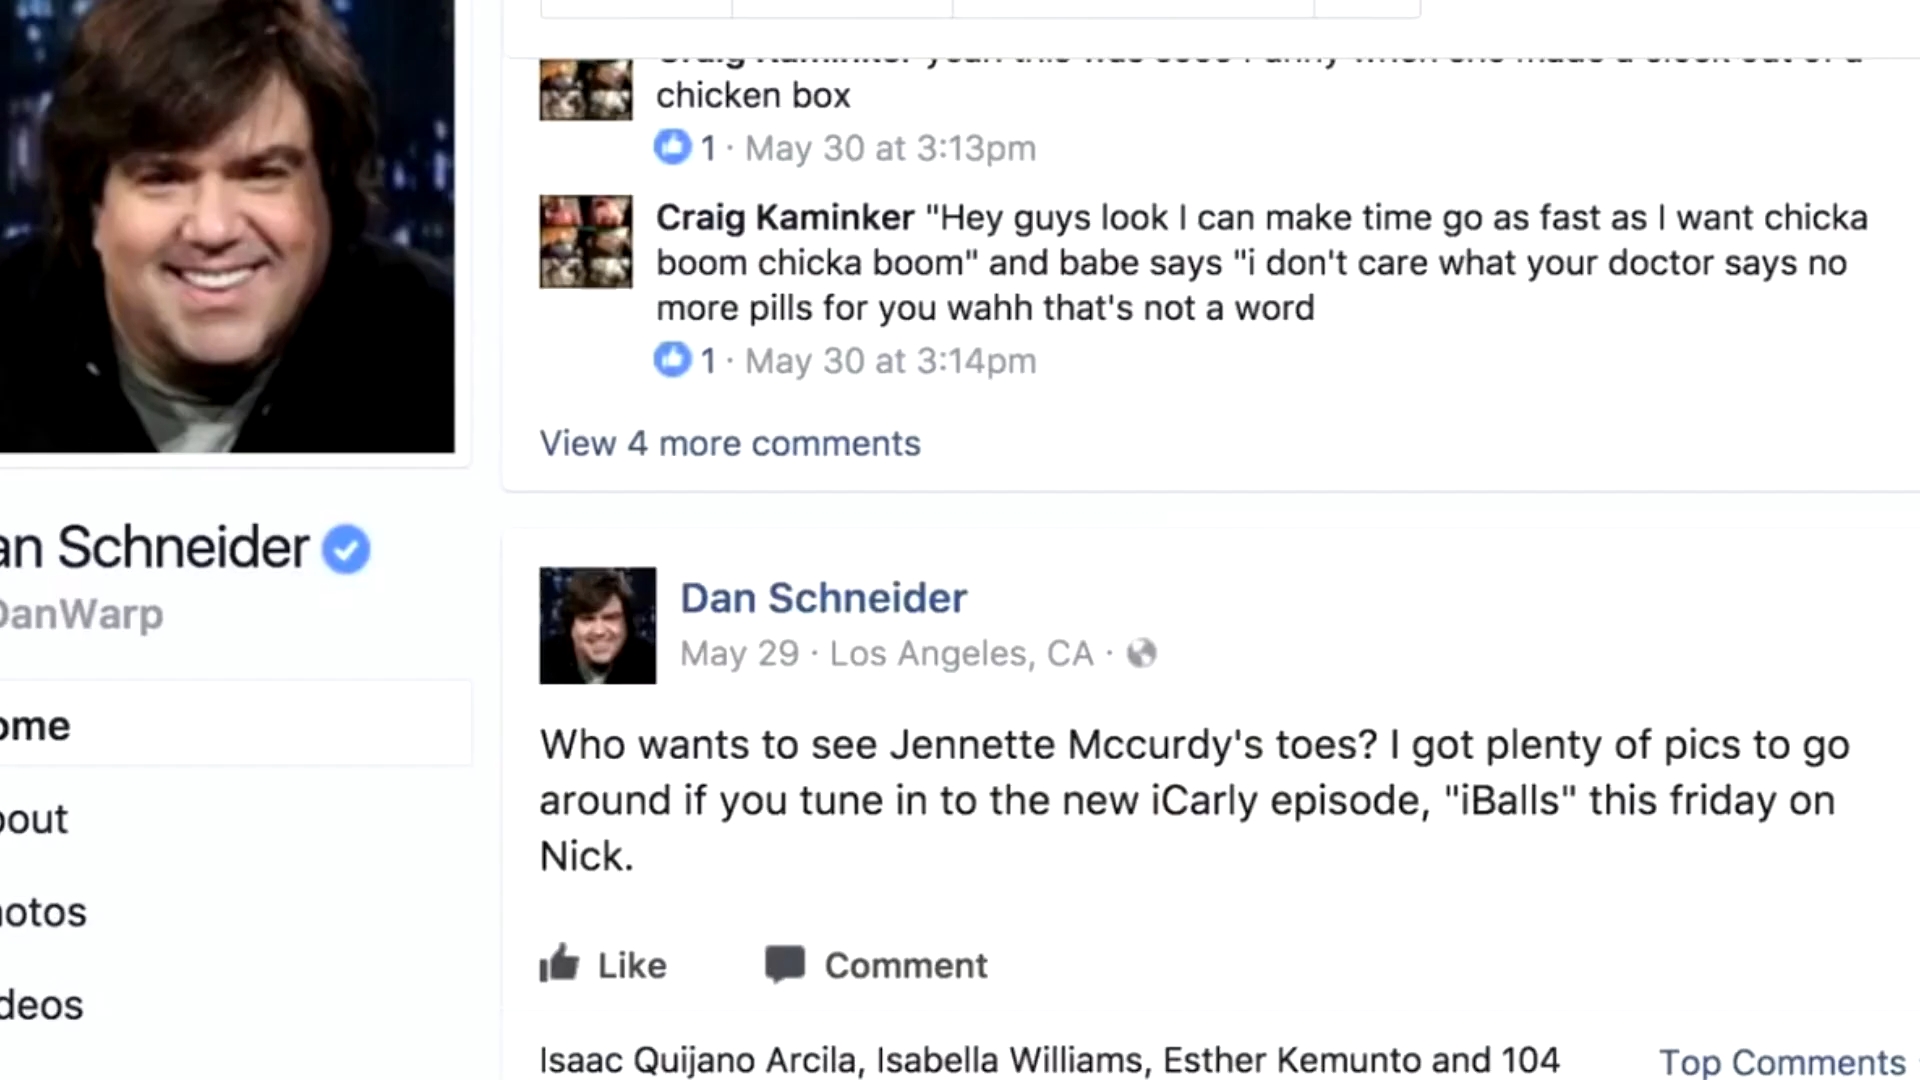 chicken box
1 · May 30 at 3:13pm
Craig Kaminker "Hey guys look I can make time go as fast as I want chicka
boom chicka boom" and babe says "i don't care what your doctor says no
more pills for you wahh that's not a word
1 · May 30 at 3:14pm
View 4 more comments
an Schneider
DanWarp
ome
out
otos
deos
Dan Schneider
May 29 · Los Angeles, CA ·
Who wants to see Jennette Mccurdy's toes? I got plenty of pics to go
around if you tune in to the new iCarly episode, "iBalls" this friday on
Nick.
Like Comment
Isaac Quijano Arcila, Isabella Williams, Esther Kemunto and 104
Top Comments